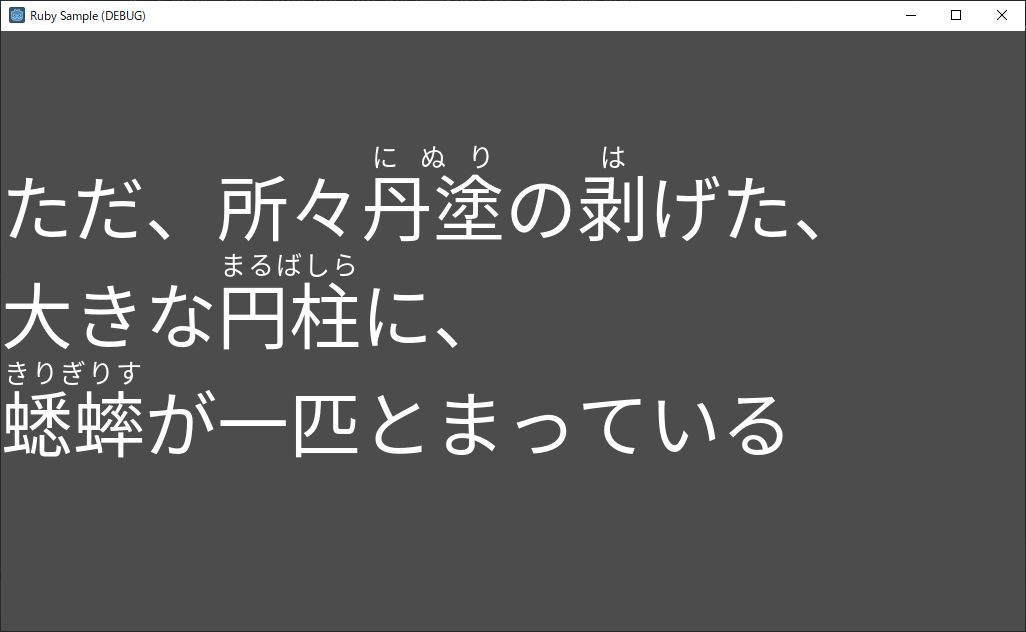 Ruby Sample (DEBUG)
に ぬ り は
ただ、所々丹塗の剥げた、
まるばしら
大きな円柱に、
きりぎりす
蟋蟀が一匹とまっている